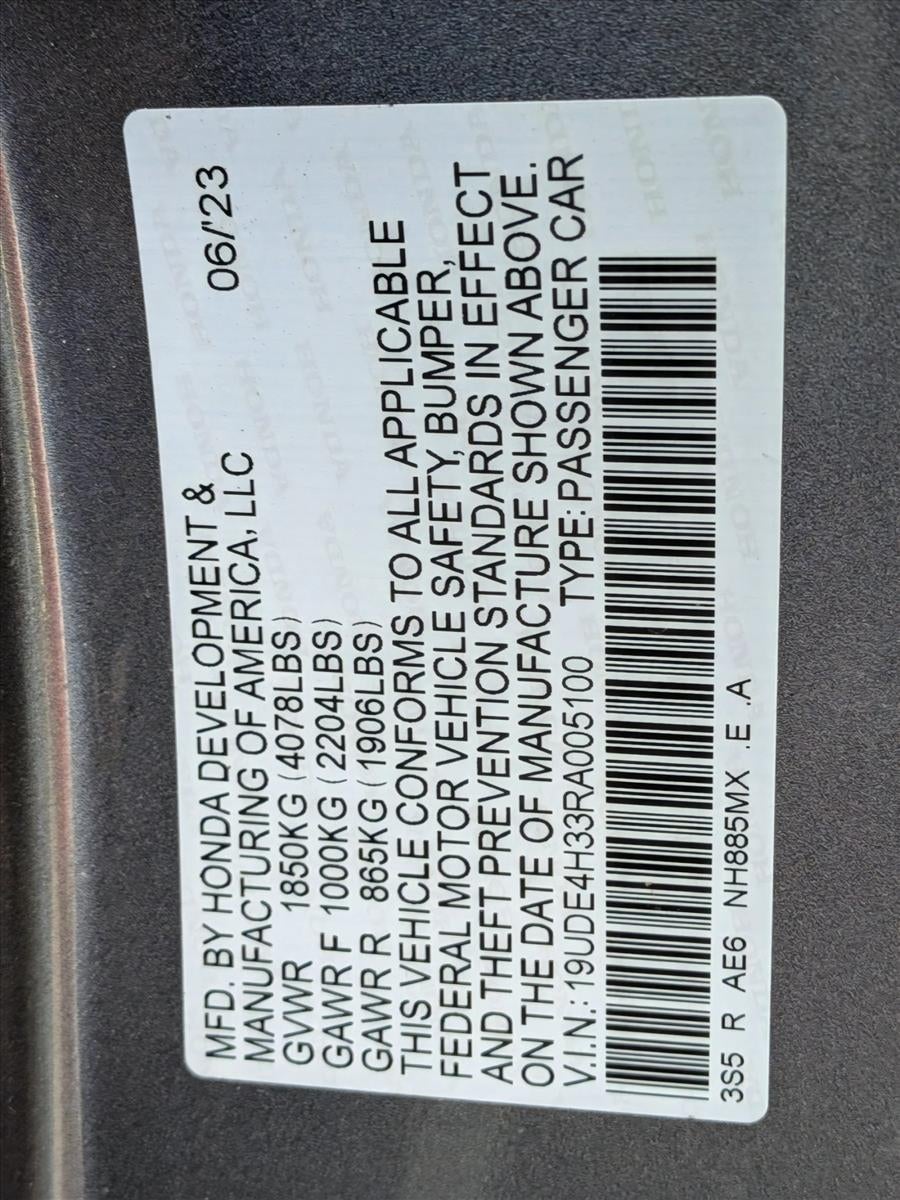 MFD. BY HONDA DEVELOPMENT & 06/'23
MANUFACTURING OF AMERICA, LLC
GVWR 1850KG (4078LBS)
GAWR F 1000KG (2204LBS)
GAWR R 865KG (1906LBS)
THIS VEHICLE CONFORMS TO ALL APPLICABLE
FEDERAL MOTOR VEHICLE SAFETY, BUMPER,
AND THEFT PREVENTION STANDARDS IN EFFECT
ON THE DATE OF MANUFACTURE SHOWN ABOVE.
V.I.N.: 19UDE4H33RA005100 TYPE: PASSENGER CAR
3S5 R AE6 NH885MX .E .A